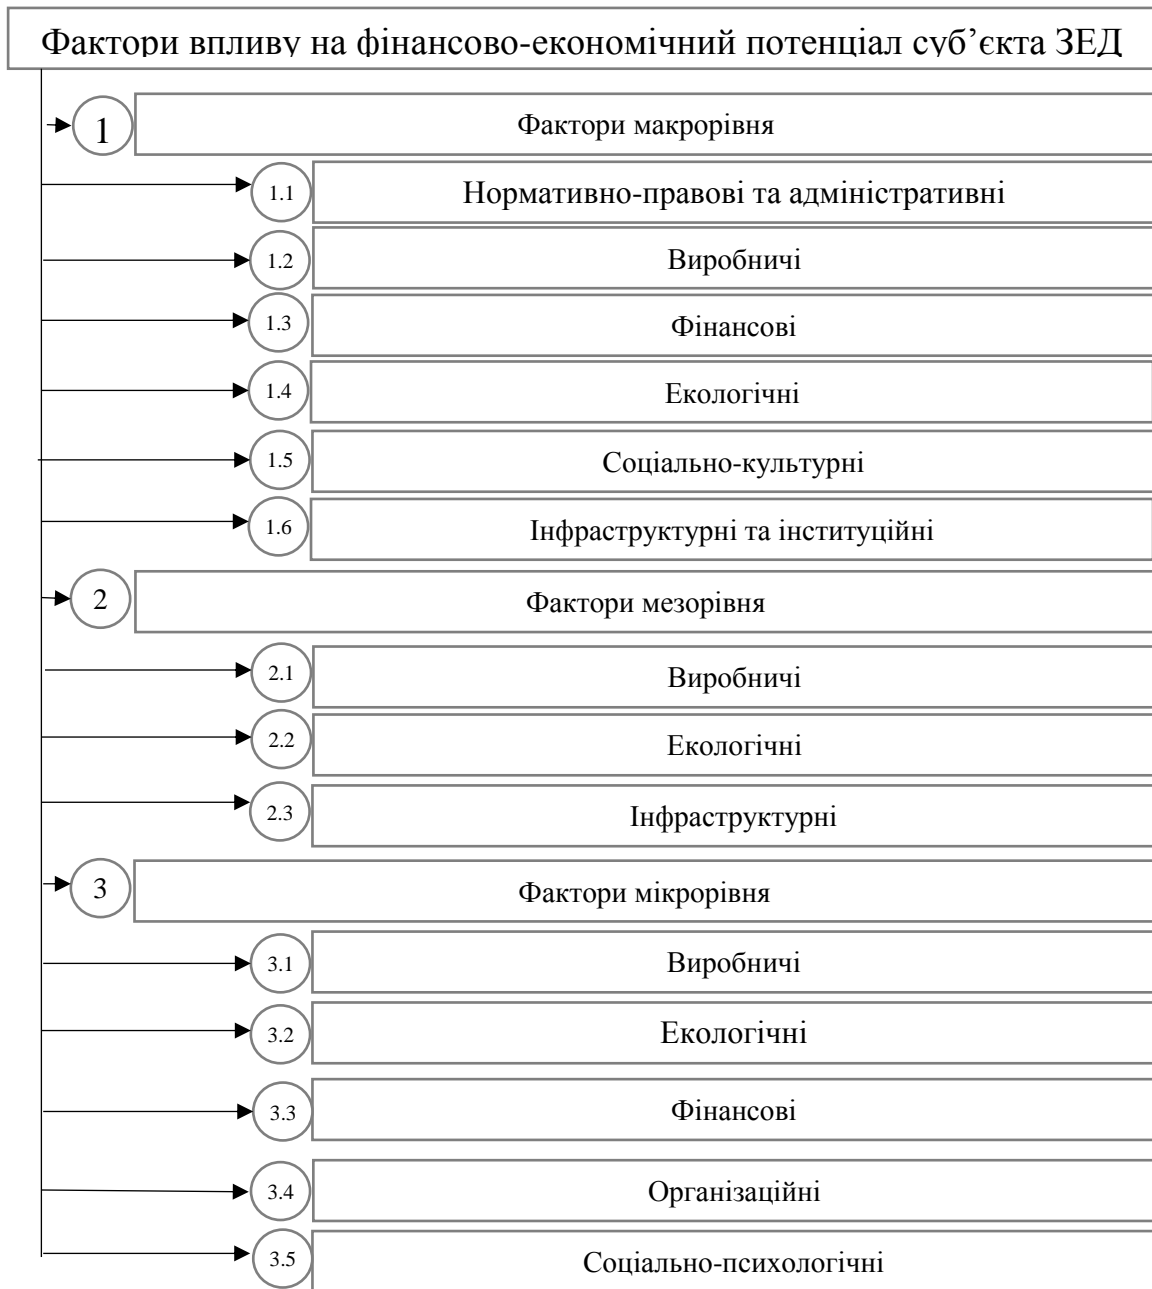 Фактори впливу на фінансово-економічний потенціал суб’єкта ЗЕД
1 Фактори макрорівня
1.1 Нормативно-правові та адміністративні
1.2 Виробничі
1.3 Фінансові
1.4 Екологічні
1.5 Соціально-культурні
1.6 Інфраструктурні та інституційні
2 Фактори мезорівня
2.1 Виробничі
2.2 Екологічні
2.3 Інфраструктурні
3 Фактори мікрорівня
3.1 Виробничі
3.2 Екологічні
3.3 Фінансові
3.4 Організаційні
3.5 Соціально-психологічні